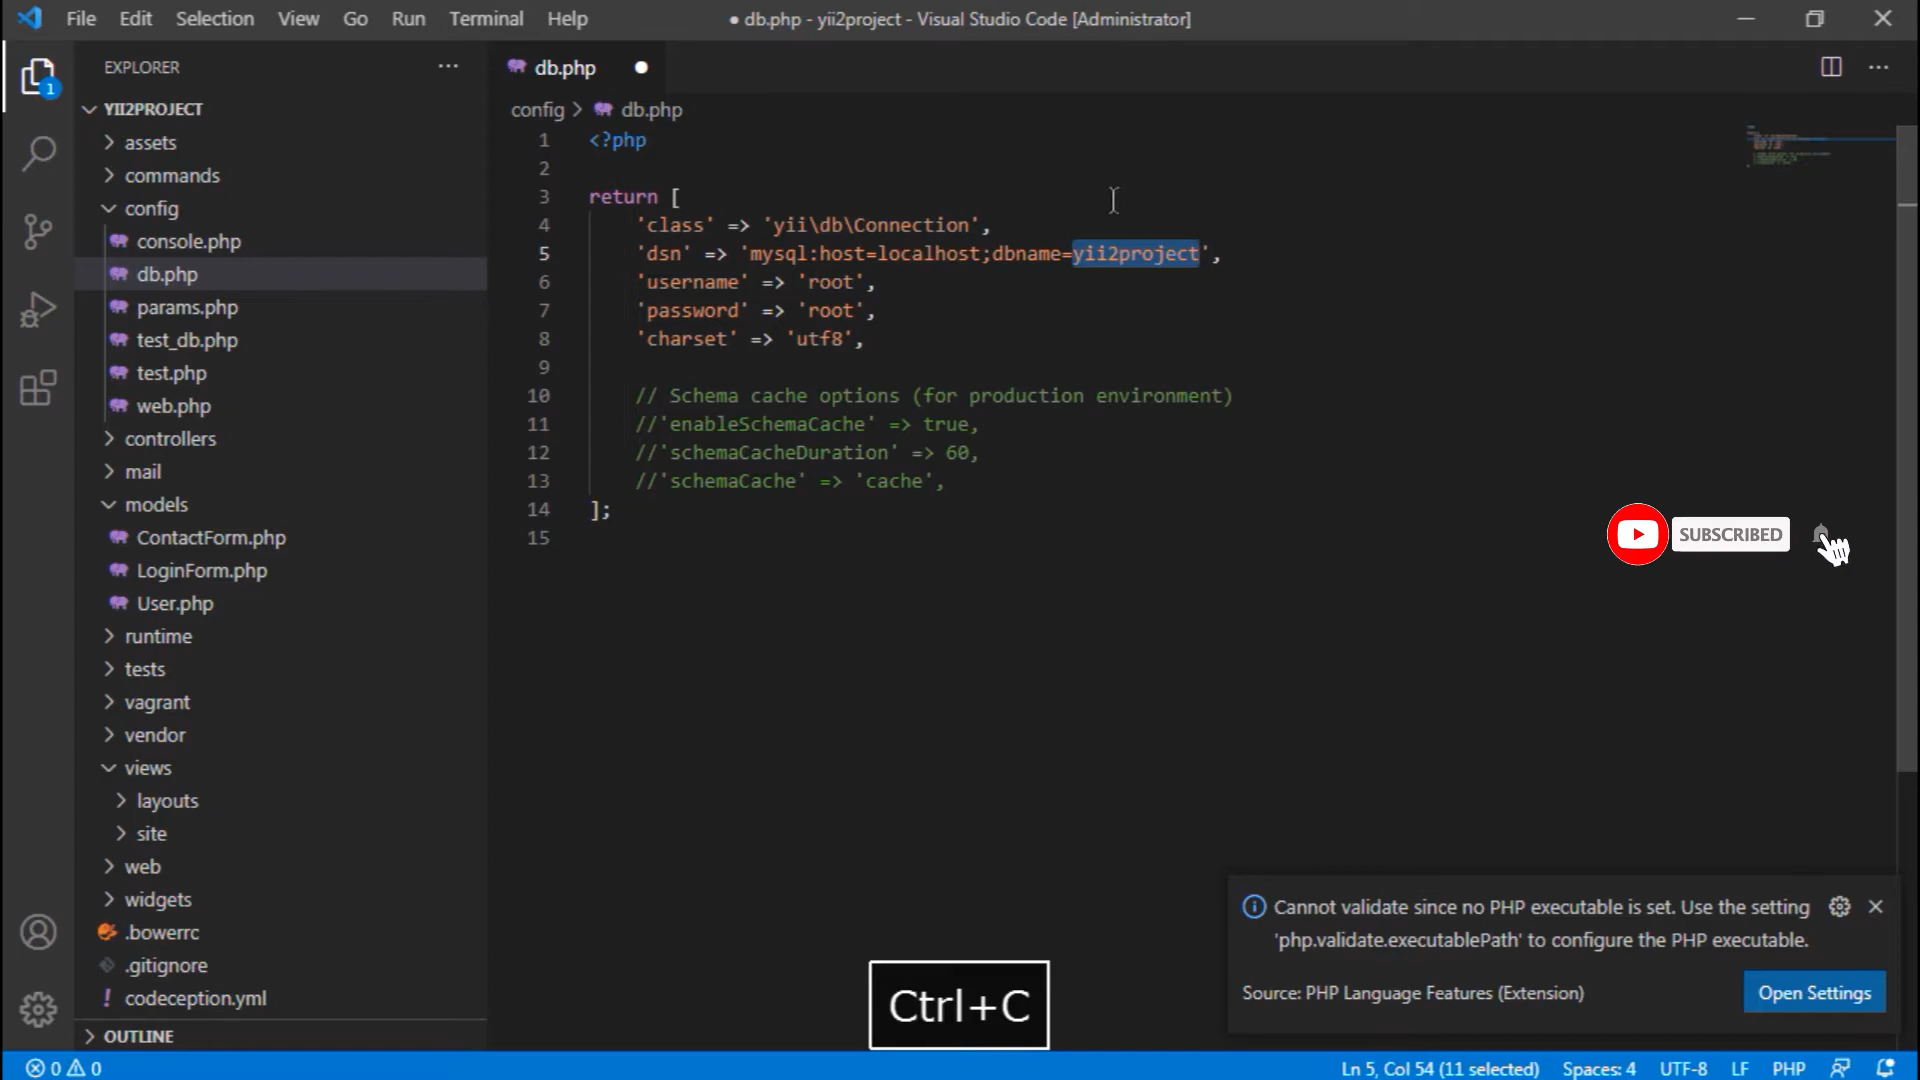 File Edit Selection View Go Run Terminal Help
● db.php - yii2project - Visual Studio Code [Administrator]
EXPLORER
db.php
1
YII2PROJECT
assets
commands
config
console.php
db.php
params.php
test_db.php
test.php
web.php
controllers
mail
models
ContactForm.php
LoginForm.php
User.php
runtime
tests
vagrant
vendor
views
layouts
site
web
widgets
.bowerrc
.gitignore
codeception.yml
OUTLINE
config > db.php
1 <?php
2
3 return [
4 'class' => 'yii\db\Connection',
5 'dsn' => 'mysql:host=localhost;dbname=yii2project',
6 'username' => 'root',
7 'password' => 'root',
8 'charset' => 'utf8',
9
10 // Schema cache options (for production environment)
11 //'enableSchemaCache' => true,
12 //'schemaCacheDuration' => 60,
13 //'schemaCache' => 'cache',
14 ];
15
SUBSCRIBED
Cannot validate since no PHP executable is set. Use the setting
'php.validate.executablePath' to configure the PHP executable.
Source: PHP Language Features (Extension)
Open Settings
Ctrl+C
0 0
Ln 5, Col 54 (11 selected) Spaces: 4 UTF-8 LF PHP